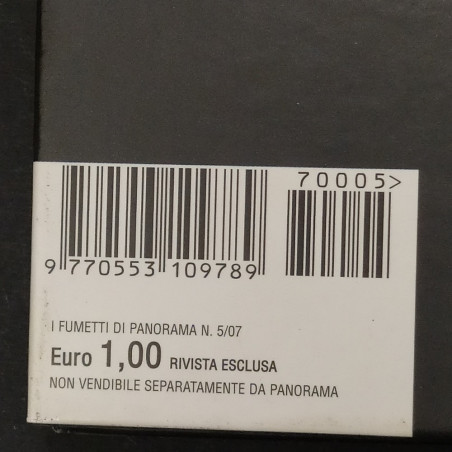 70005>
9 770553 109789
I FUMETTI DI PANORAMA N. 5/07
Euro 1,00 RIVISTA ESCLUSA
NON VENDIBILE SEPARATAMENTE DA PANORAMA